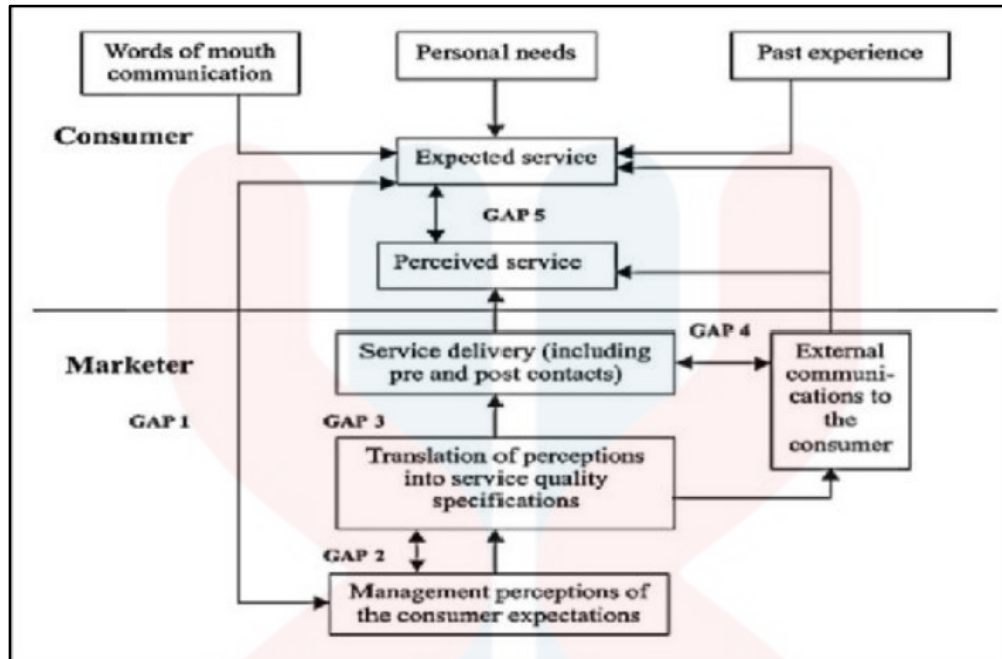 Words of mouth
communication
Personal needs
Past experience
Consumer
Expected service
GAP 5
Perceived service
GAP 4
Marketer
Service delivery (including
pre and post contacts)
External
communi-
cations to
the
consumer
GAP 1
GAP 3
Translation of perceptions
into service quality
specifications
GAP 2
Management perceptions of
the consumer expectations